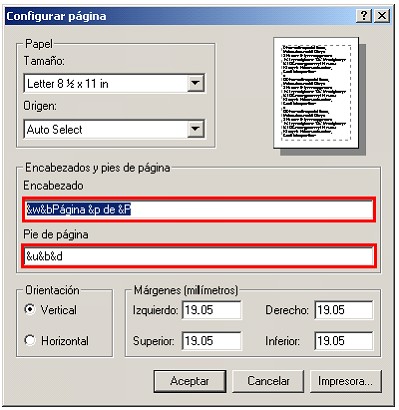 Configurar página
Papel
Tamaño:
Letter 8 ½ x 11 in
Origen:
Auto Select
Encabezados y pies de página
Encabezado
&w&bPágina &p de &P
Pie de página
&u&b&d
Orientación
Vertical
Horizontal
Márgenes (milímetros)
Izquierdo: 19.05 Derecho: 19.05
Superior: 19.05 Inferior: 19.05
Aceptar Cancelar Impresora...